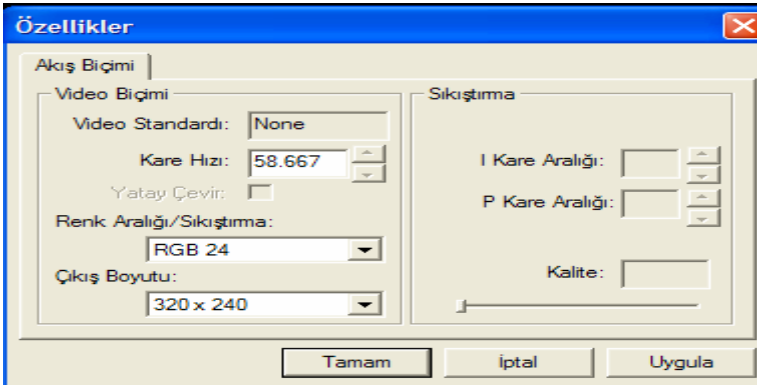 Özellikler
Akış Biçimi
Video Biçimi
Video Standardı: None
Kare Hızı: 58.667
Yatay Çevir:
Renk Aralığı/Sıkıştırma:
RGB 24
Çıkış Boyutu:
320 x 240
Sıkıştırma
I Kare Aralığı:
P Kare Aralığı:
Kalite:
Tamam
İptal
Uygula